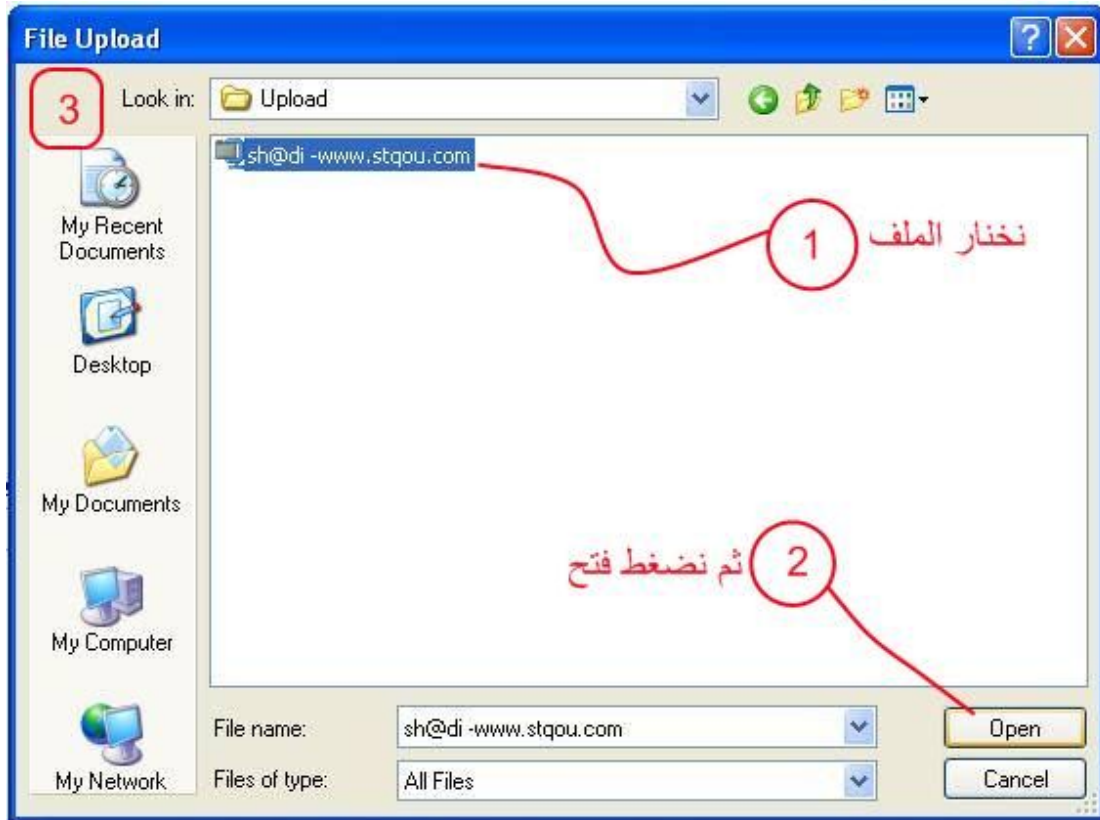 File Upload
3
Look in:
Upload
sh@di -www.stqou.com
My Recent
Documents
1
نخنار الملف
Desktop
My Documents
2
ثم نضغط فتح
My Computer
File name:
sh@di -www.stqou.com
Open
My Network
Files of type:
All Files
Cancel